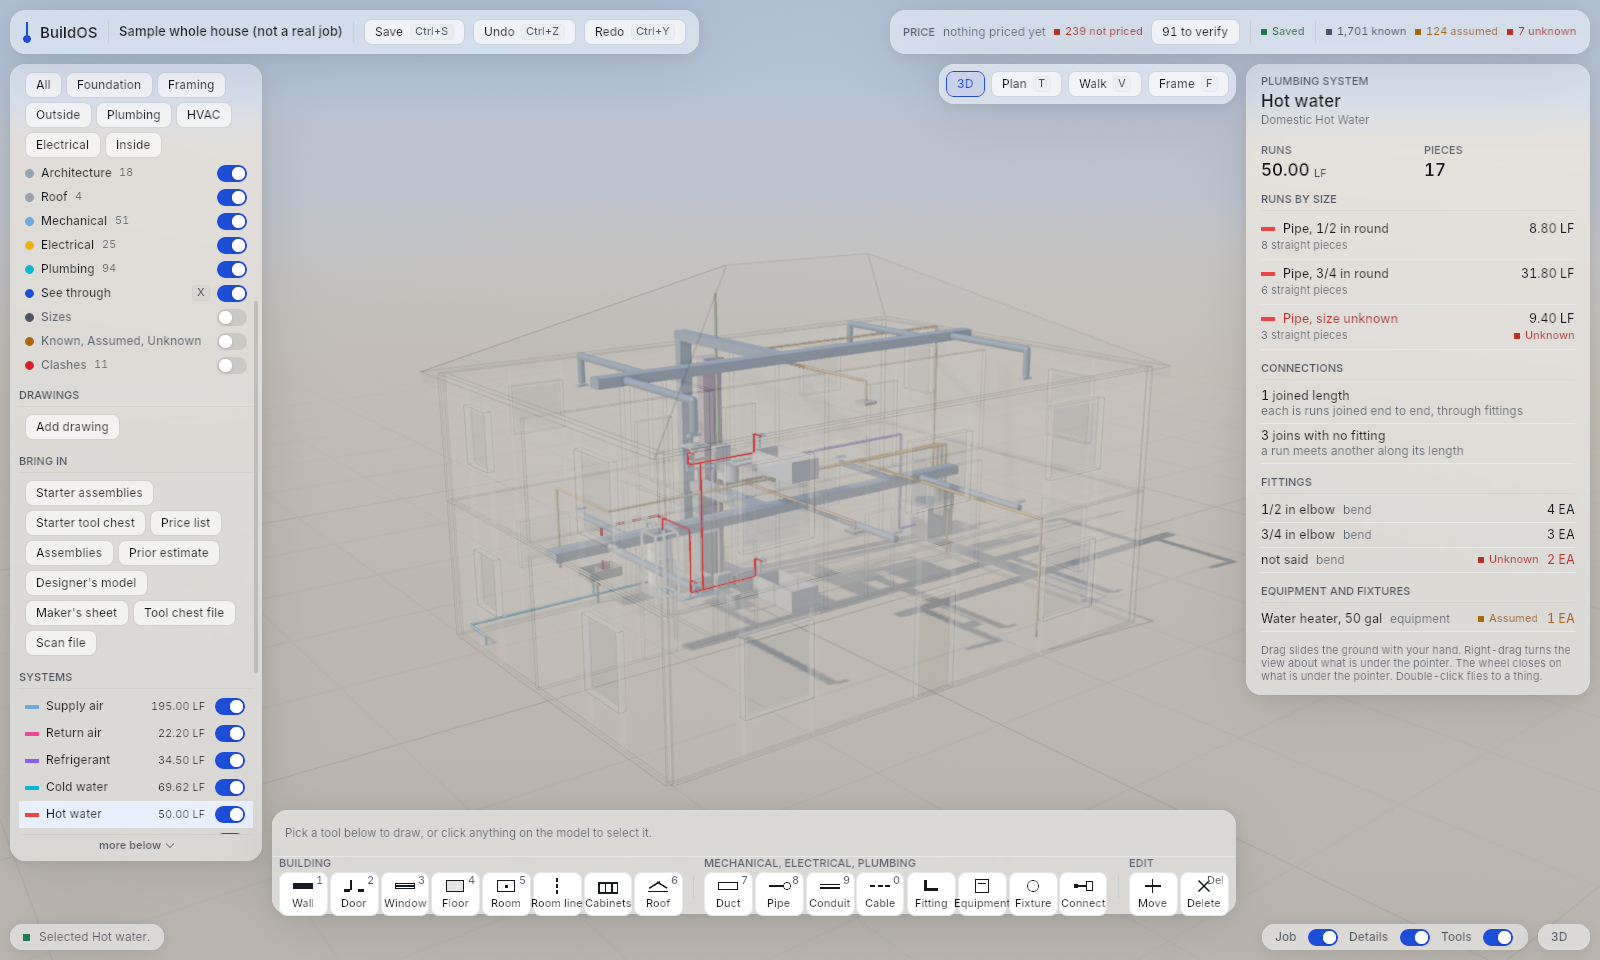 BuildOS
Sample whole house (not a real job)
Save Ctrl+S
Undo Ctrl+Z
Redo Ctrl+Y
PRICE nothing priced yet
239 not priced
91 to verify
Saved
1,701 known
124 assumed
7 unknown
All
Foundation
Framing
Outside
Plumbing
HVAC
Electrical
Inside
Architecture 18
Roof 4
Mechanical 51
Electrical 25
Plumbing 94
See through X
Sizes
Known, Assumed, Unknown
Clashes 11
DRAWINGS
Add drawing
BRING IN
Starter assemblies
Starter tool chest
Price list
Assemblies
Prior estimate
Designer's model
Maker's sheet
Tool chest file
Scan file
SYSTEMS
Supply air 195.00 LF
Return air 22.20 LF
Refrigerant 34.50 LF
Cold water 69.62 LF
Hot water 50.00 LF
more below
3D
Plan T
Walk V
Frame F
PLUMBING SYSTEM
Hot water
Domestic Hot Water
RUNS PIECES
50.00 LF 17
RUNS BY SIZE
Pipe, 1/2 in round 8.80 LF
8 straight pieces
Pipe, 3/4 in round 31.80 LF
6 straight pieces
Pipe, size unknown 9.40 LF
3 straight pieces Unknown
CONNECTIONS
1 joined length
each is runs joined end to end, through fittings
3 joins with no fitting
a run meets another along its length
FITTINGS
1/2 in elbow bend 4 EA
3/4 in elbow bend 3 EA
not said bend Unknown 2 EA
EQUIPMENT AND FIXTURES
Water heater, 50 gal equipment Assumed 1 EA
Drag slides the ground with your hand. Right-drag turns the
view about what is under the pointer. The wheel closes on
what is under the pointer. Double-click flies to a thing.
Pick a tool below to draw, or click anything on the model to select it.
BUILDING
1 Wall
2 Door
3 Window
4 Floor
5 Room
Room line
Cabinets
6 Roof
MECHANICAL, ELECTRICAL, PLUMBING
7 Duct
8 Pipe
9 Conduit
0 Cable
Fitting
Equipment
Fixture
Connect
EDIT
Move
Del Delete
Selected Hot water.
Job
Details
Tools
3D